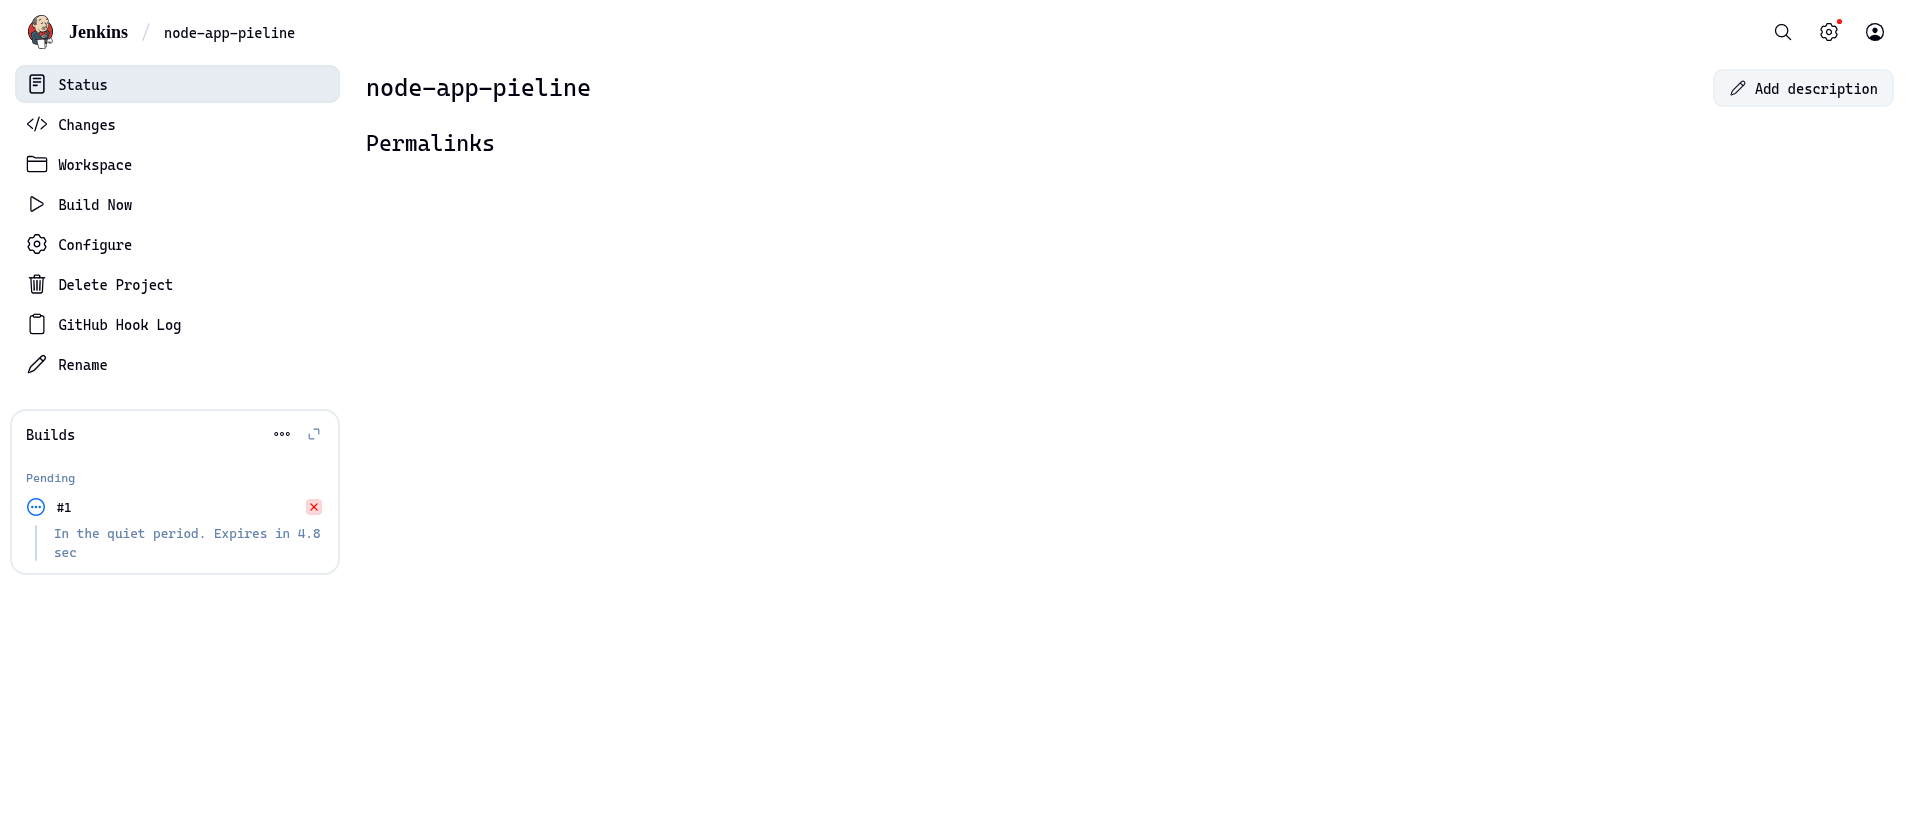 Jenkins / node-app-pieline
Status
Changes
Workspace
Build Now
Configure
Delete Project
GitHub Hook Log
Rename
Builds
Pending
#1
In the quiet period. Expires in 4.8
sec
node-app-pieline
Add description
Permalinks